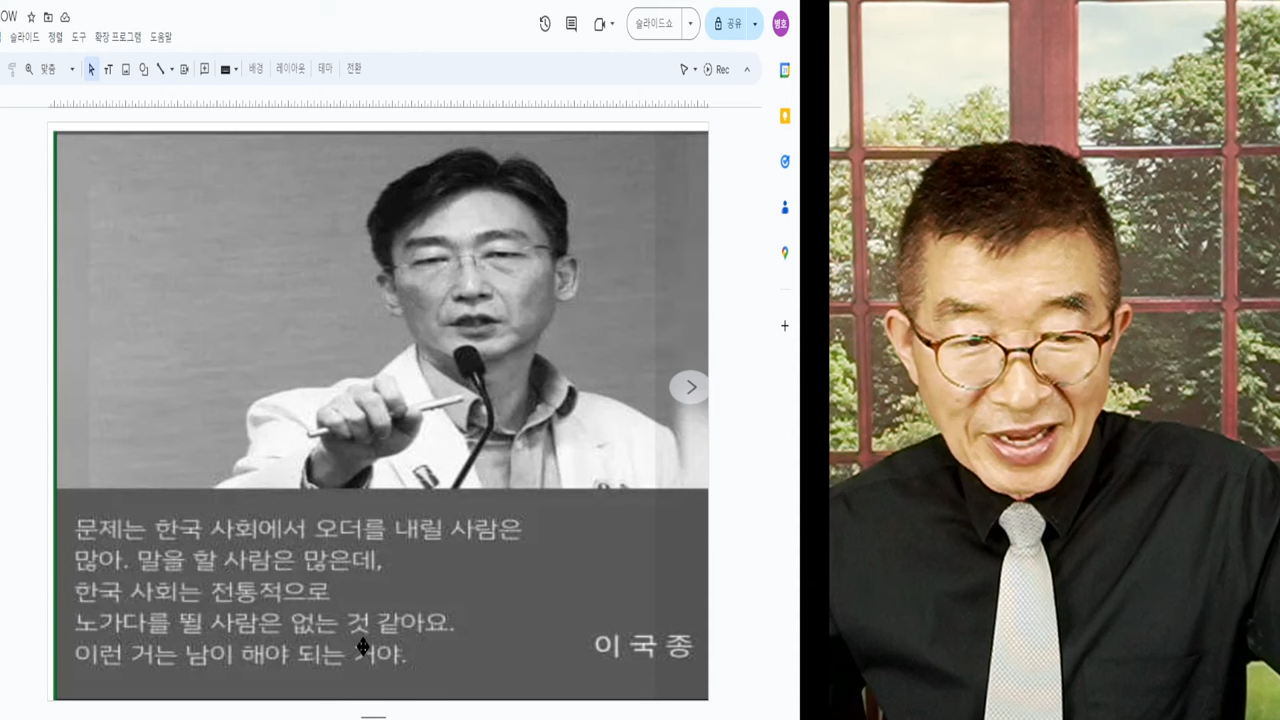 OW
슬라이드 정렬 도구 확장 프로그램 도움말
슬라이드쇼
공유
병호
맞춤
배경 레이아웃 테마 전환
Rec
문제는 한국 사회에서 오더를 내릴 사람은
많아. 말을 할 사람은 많은데,
한국 사회는 전통적으로
노가다를 뛸 사람은 없는 것 같아요.
이런 거는 남이 해야 되는 거야.
이국종